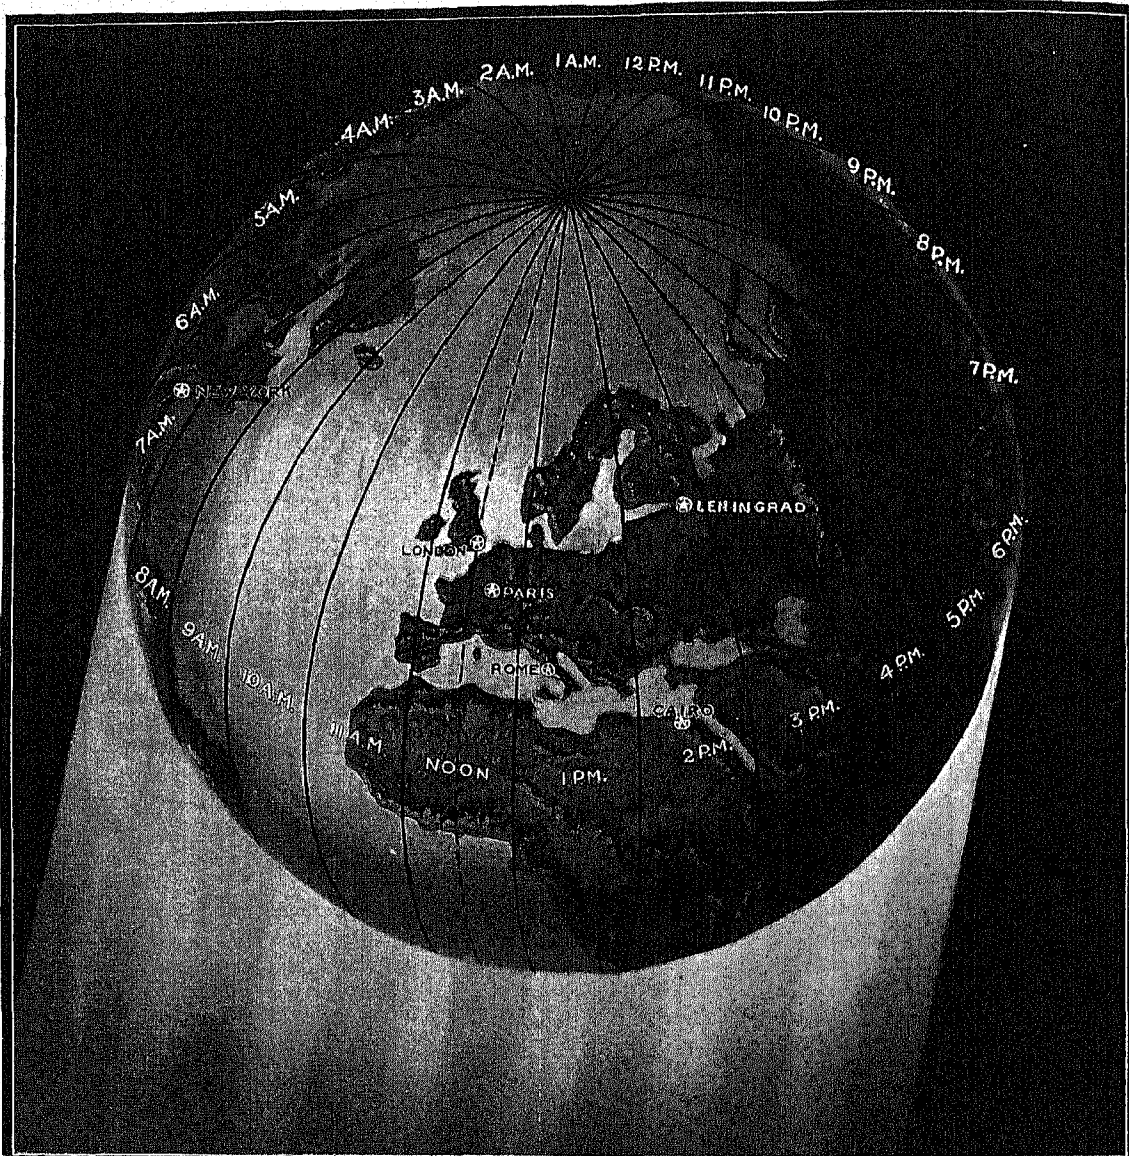 1 A.M.
12 P.M.
2 A.M.
11 P.M.
3 A.M.
10 P.M.
4 A.M.
9 P.M.
5 A.M.
8 P.M.
6 A.M.
7 P.M.
NEW YORK
7 A.M.
LENINGRAD
6 P.M.
LONDON
8 A.M.
PARIS
5 P.M.
9 A.M.
ROME
4 P.M.
10 A.M.
CAIRO
3 P.M.
11 A.M
2 P.M.
NOON
1 P.M.